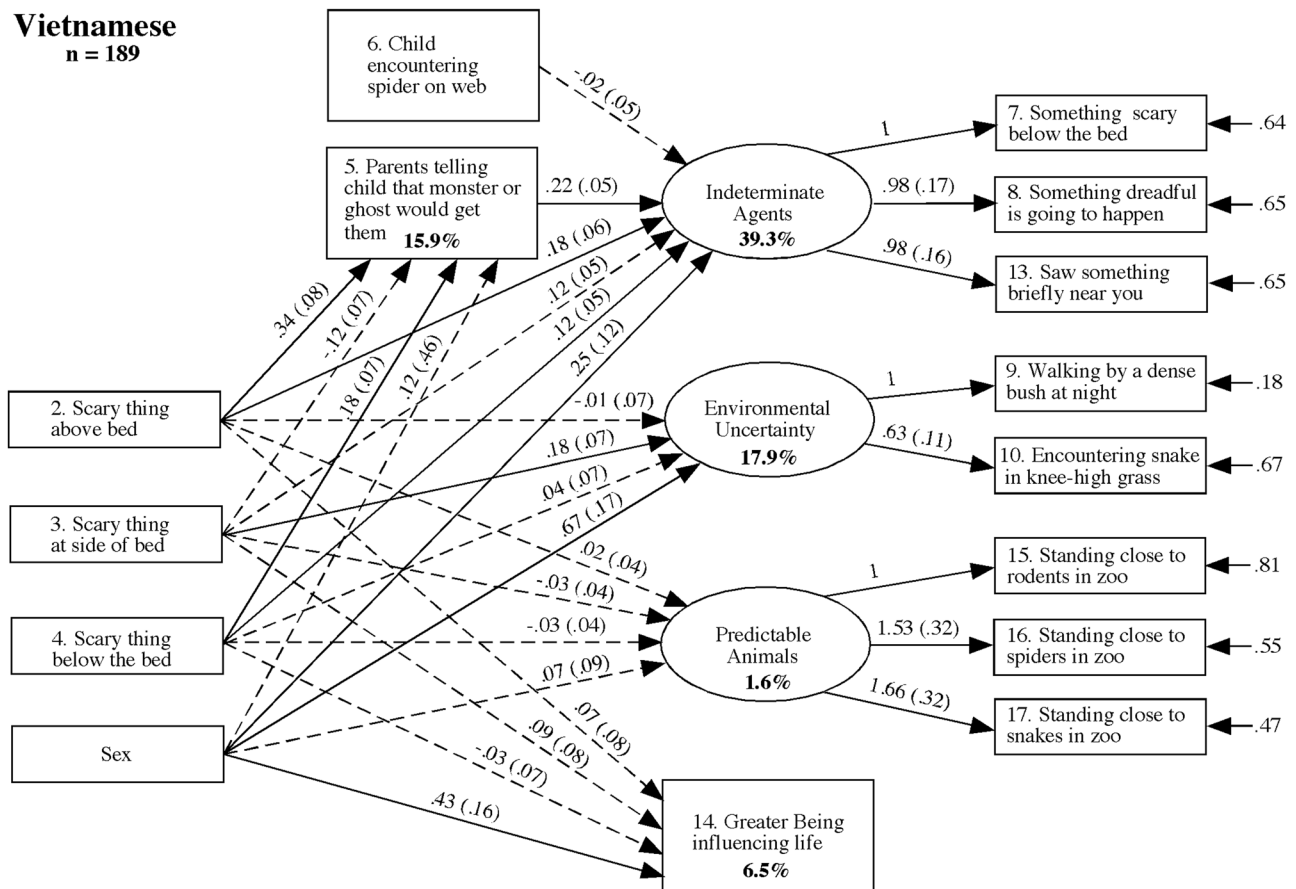 Vietnamese
n = 189
6. Child
encountering
spider on web
-.02 (.05)
5. Parents telling
child that monster or
ghost would get
them 15.9%
.22 (.05)
.18 (.06)
.12 (.05)
.12 (.05)
.25 (.12)
.34 (.08)
-.12 (.07)
.18 (.07)
.12 (.46)
Indeterminate
Agents
39.3%
1
.98 (.17)
.98 (.16)
7. Something scary
below the bed
.64
8. Something dreadful
is going to happen
.65
13. Saw something
briefly near you
.65
2. Scary thing
above bed
3. Scary thing
at side of bed
4. Scary thing
below the bed
Sex
-.01 (.07)
.18 (.07)
.04 (.07)
.67 (.17)
Environmental
Uncertainty
17.9%
1
.63 (.11)
9. Walking by a dense
bush at night
.18
10. Encountering snake
in knee-high grass
.67
.02 (.04)
-.03 (.04)
-.03 (.04)
.07 (.09)
Predictable
Animals
1.6%
1
1.53 (.32)
1.66 (.32)
15. Standing close to
rodents in zoo
.81
16. Standing close to
spiders in zoo
.55
17. Standing close to
snakes in zoo
.47
.07 (.08)
.09 (.08)
-.03 (.07)
.43 (.16)
14. Greater Being
influencing life
6.5%